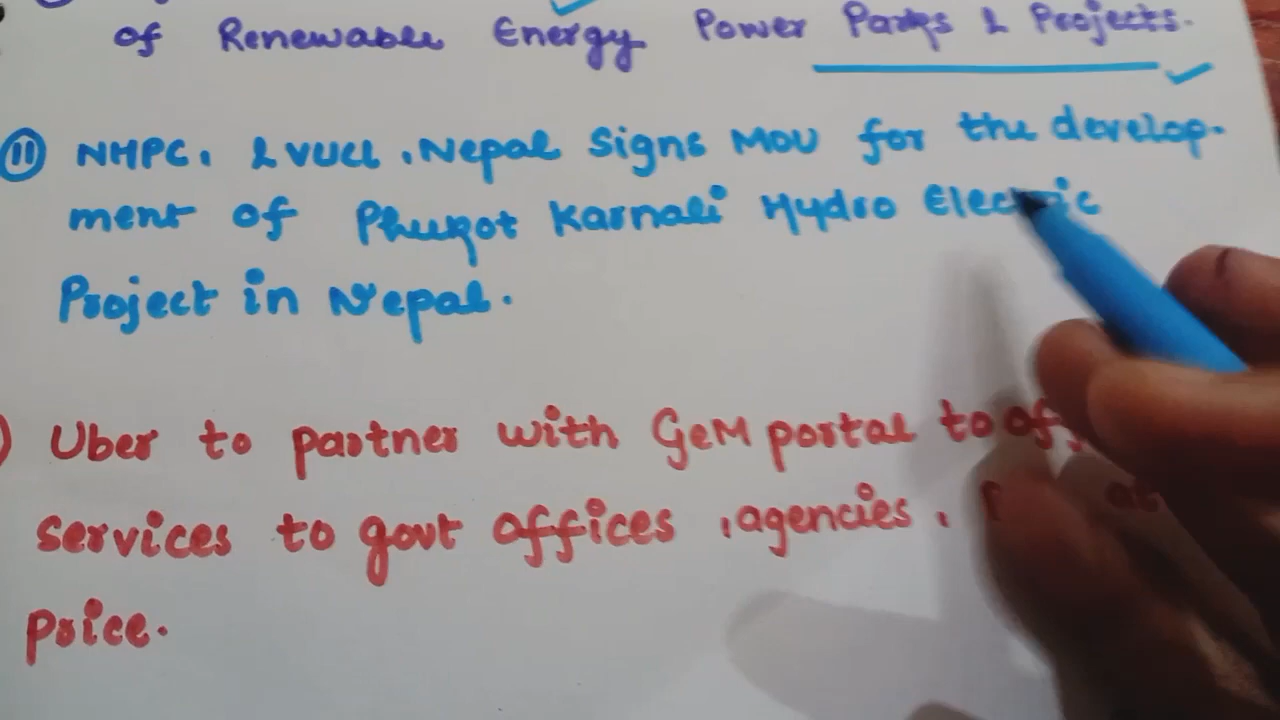 of Renewable Energy Power Parks & Projects.
11 NHPC, & VUCL, Nepal Signs MOU for the develop-
ment of Phukot Karnali Hydro Electric
Project in Nepal.
Uber to partner with GeM portal to
services to govt offices, agencies,
price.